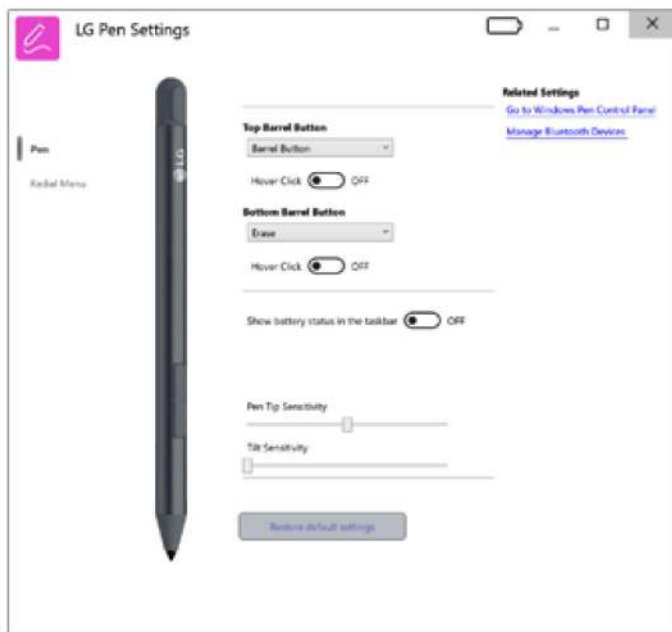 LG Pen Settings
Related Settings
Go to Windows Pen Control Panel
Manage Bluetooth Devices
Pen
Radial Menu
LG
Top Barrel Button
Barrel Button
Hover Click OFF
Bottom Barrel Button
Erase
Hover Click OFF
Show battery status in the taskbar OFF
Pen Tip Sensitivity
Tilt Sensitivity
Restore default settings